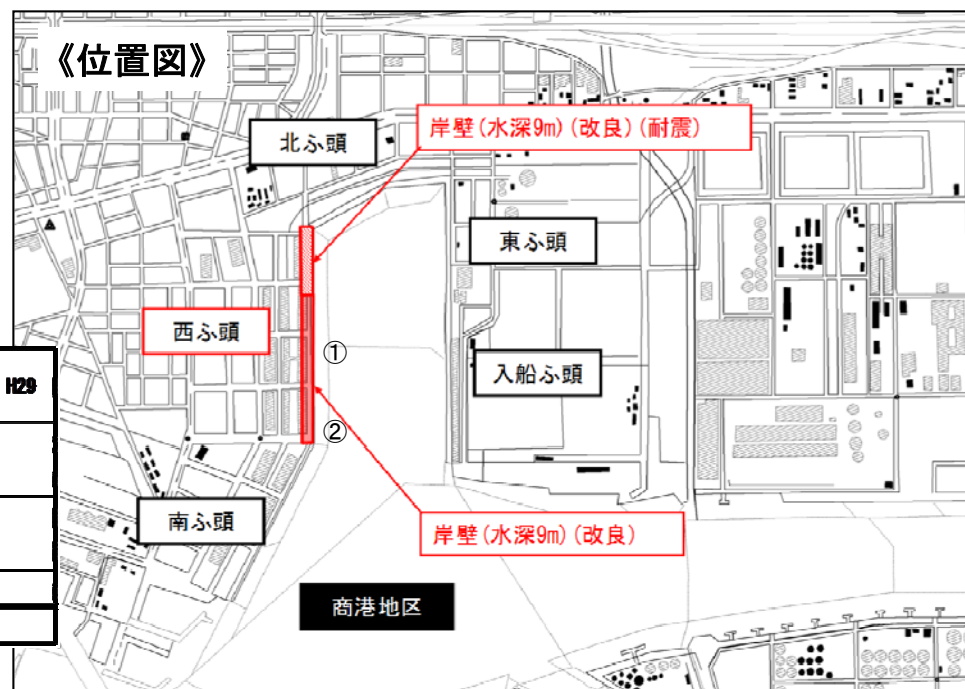 《位置図》
岸壁(水深9m)(改良)(耐震)
北ふ頭
東ふ頭
西ふ頭
①
入船ふ頭
H29
②
南ふ頭
岸壁(水深9m)(改良)
商港地区